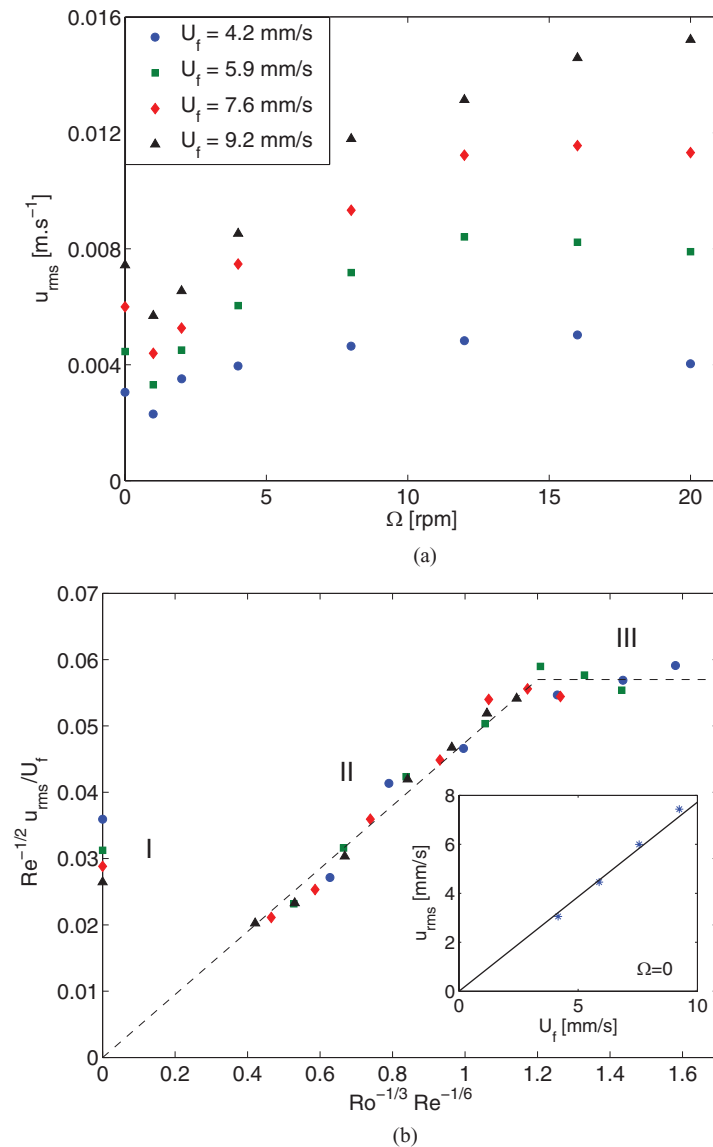 0.016
0.012
0.008
0.004
0
u_rms [m.s⁻¹]
U_f = 4.2 mm/s
U_f = 5.9 mm/s
U_f = 7.6 mm/s
U_f = 9.2 mm/s
0 5 10 15 20
Ω [rpm]
(a)
0.07
0.06
0.05
0.04
0.03
0.02
0.01
0
Re^{-1/2} u_rms/U_f
I
II
III
8
6
4
2
0
u_rms [mm/s]
Ω=0
0 5 10
U_f [mm/s]
0 0.2 0.4 0.6 0.8 1 1.2 1.4 1.6
Ro^{-1/3} Re^{-1/6}
(b)